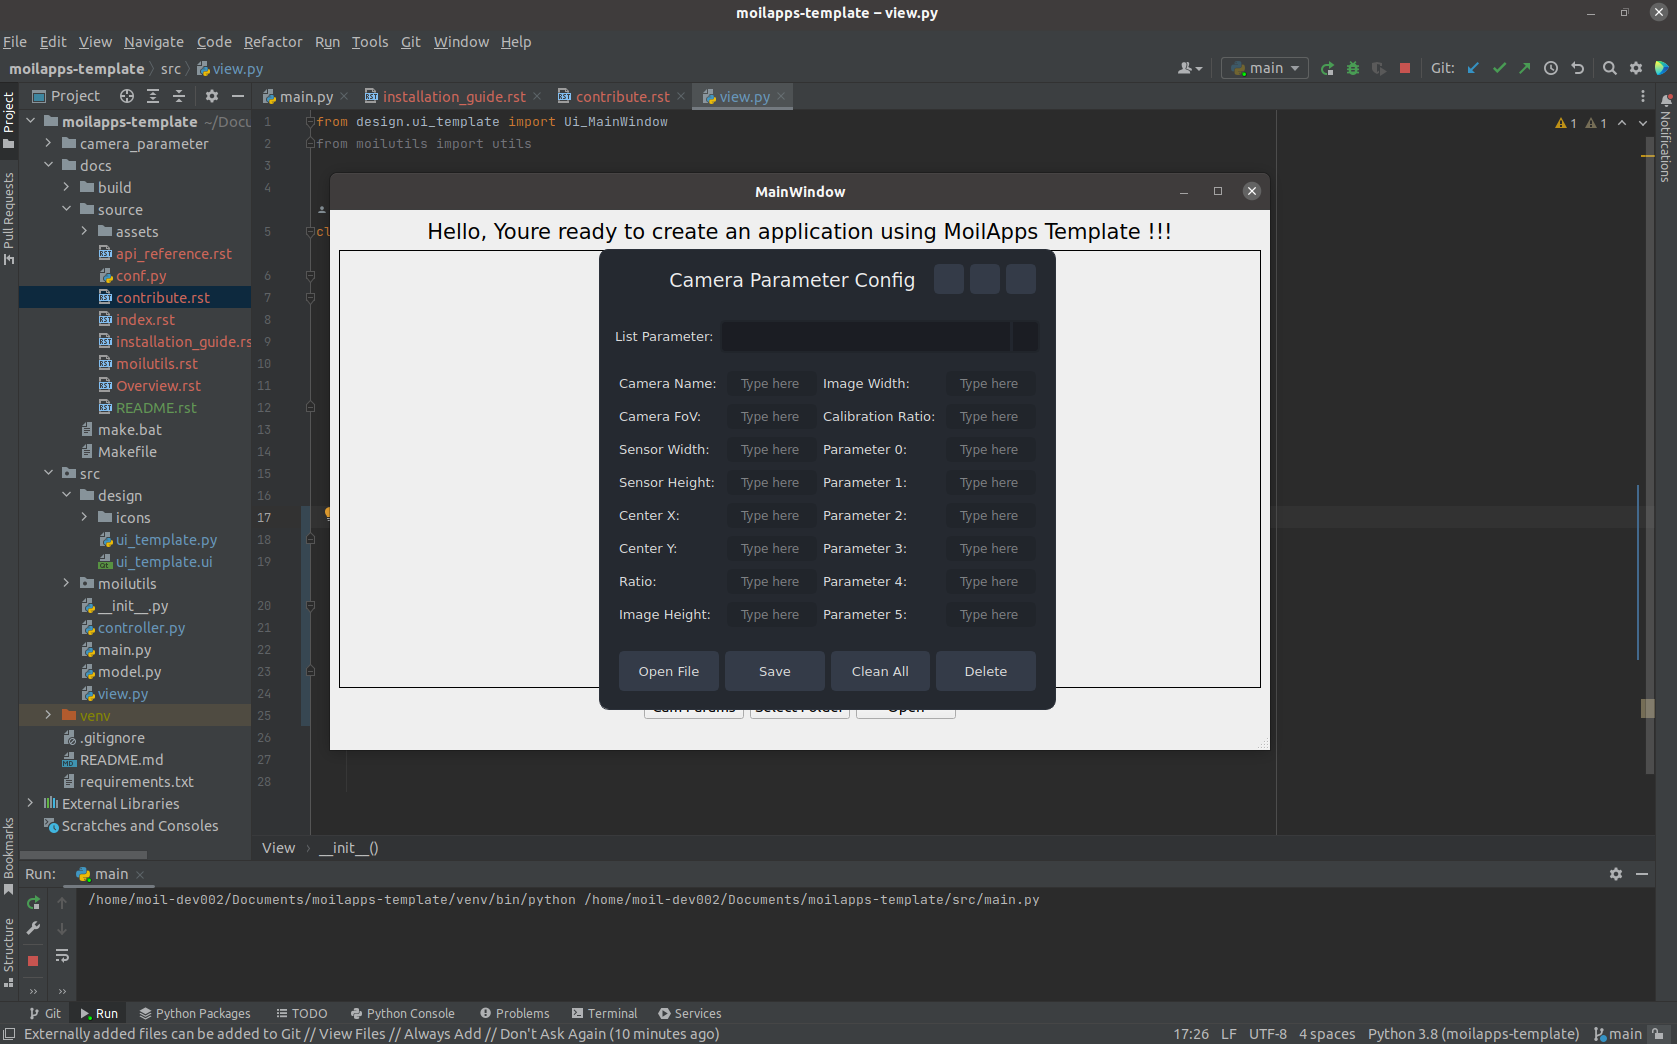 moilapps-template – view.py
File Edit View Navigate Code Refactor Run Tools Git Window Help
moilapps-template src view.py
main
Git:
Project
main.py
installation_guide.rst
contribute.rst
view.py
Project
Pull Requests
Bookmarks
Structure
Notifications
moilapps-template ~/Docu
camera_parameter
docs
build
source
assets
api_reference.rst
conf.py
contribute.rst
index.rst
installation_guide.rs
moilutils.rst
Overview.rst
README.rst
make.bat
Makefile
src
design
icons
ui_template.py
ui_template.ui
moilutils
__init__.py
controller.py
main.py
model.py
view.py
venv
.gitignore
README.md
requirements.txt
External Libraries
Scratches and Consoles
1 from design.ui_template import Ui_MainWindow
2 from moilutils import utils
3
4
5 cl
6
7
8
9
10
11
12
13
14
15
16
17
18
19
20
21
22
23
24
25
26
27
28
1 1
MainWindow
Hello, Youre ready to create an application using MoilApps Template !!!
Camera Parameter Config
List Parameter:
Camera Name: Type here Image Width: Type here
Camera FoV: Type here Calibration Ratio: Type here
Sensor Width: Type here Parameter 0: Type here
Sensor Height: Type here Parameter 1: Type here
Center X: Type here Parameter 2: Type here
Center Y: Type here Parameter 3: Type here
Ratio: Type here Parameter 4: Type here
Image Height: Type here Parameter 5: Type here
Open File Save Clean All Delete
Cam Params Select Folder Open
View __init__()
Run: main
/home/moil-dev002/Documents/moilapps-template/venv/bin/python /home/moil-dev002/Documents/moilapps-template/src/main.py
Git Run Python Packages TODO Python Console Problems Terminal Services
Externally added files can be added to Git // View Files // Always Add // Don't Ask Again (10 minutes ago)
17:26 LF UTF-8 4 spaces Python 3.8 (moilapps-template) main